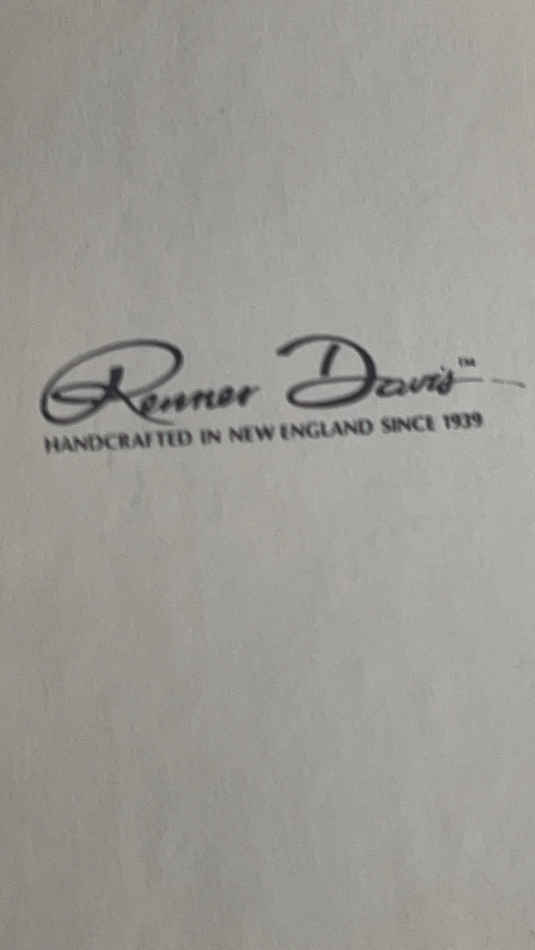 Renner Davis™
HANDCRAFTED IN NEW ENGLAND SINCE 1939